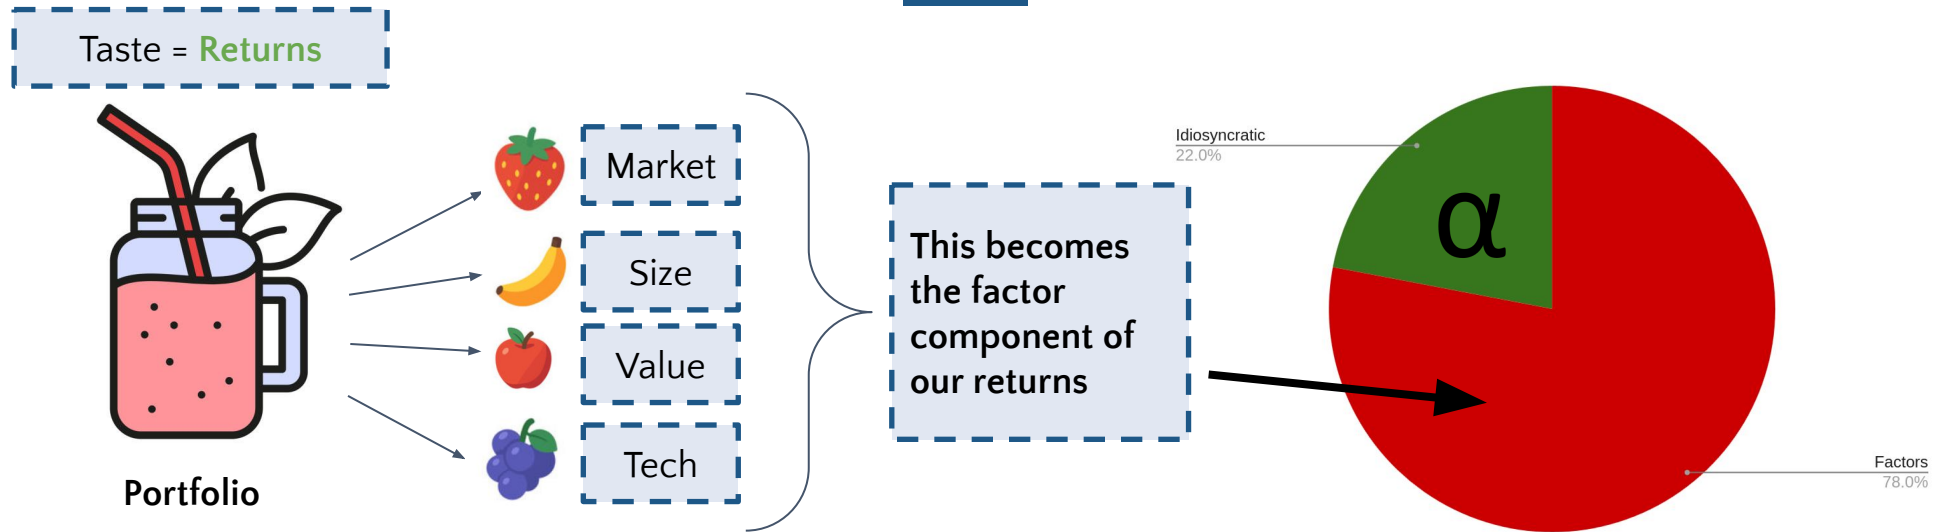 Taste = Returns
Market
Size
Value
Tech
Portfolio
This becomes
the factor
component of
our returns
Idiosyncratic
22.0%
α
Factors
78.0%